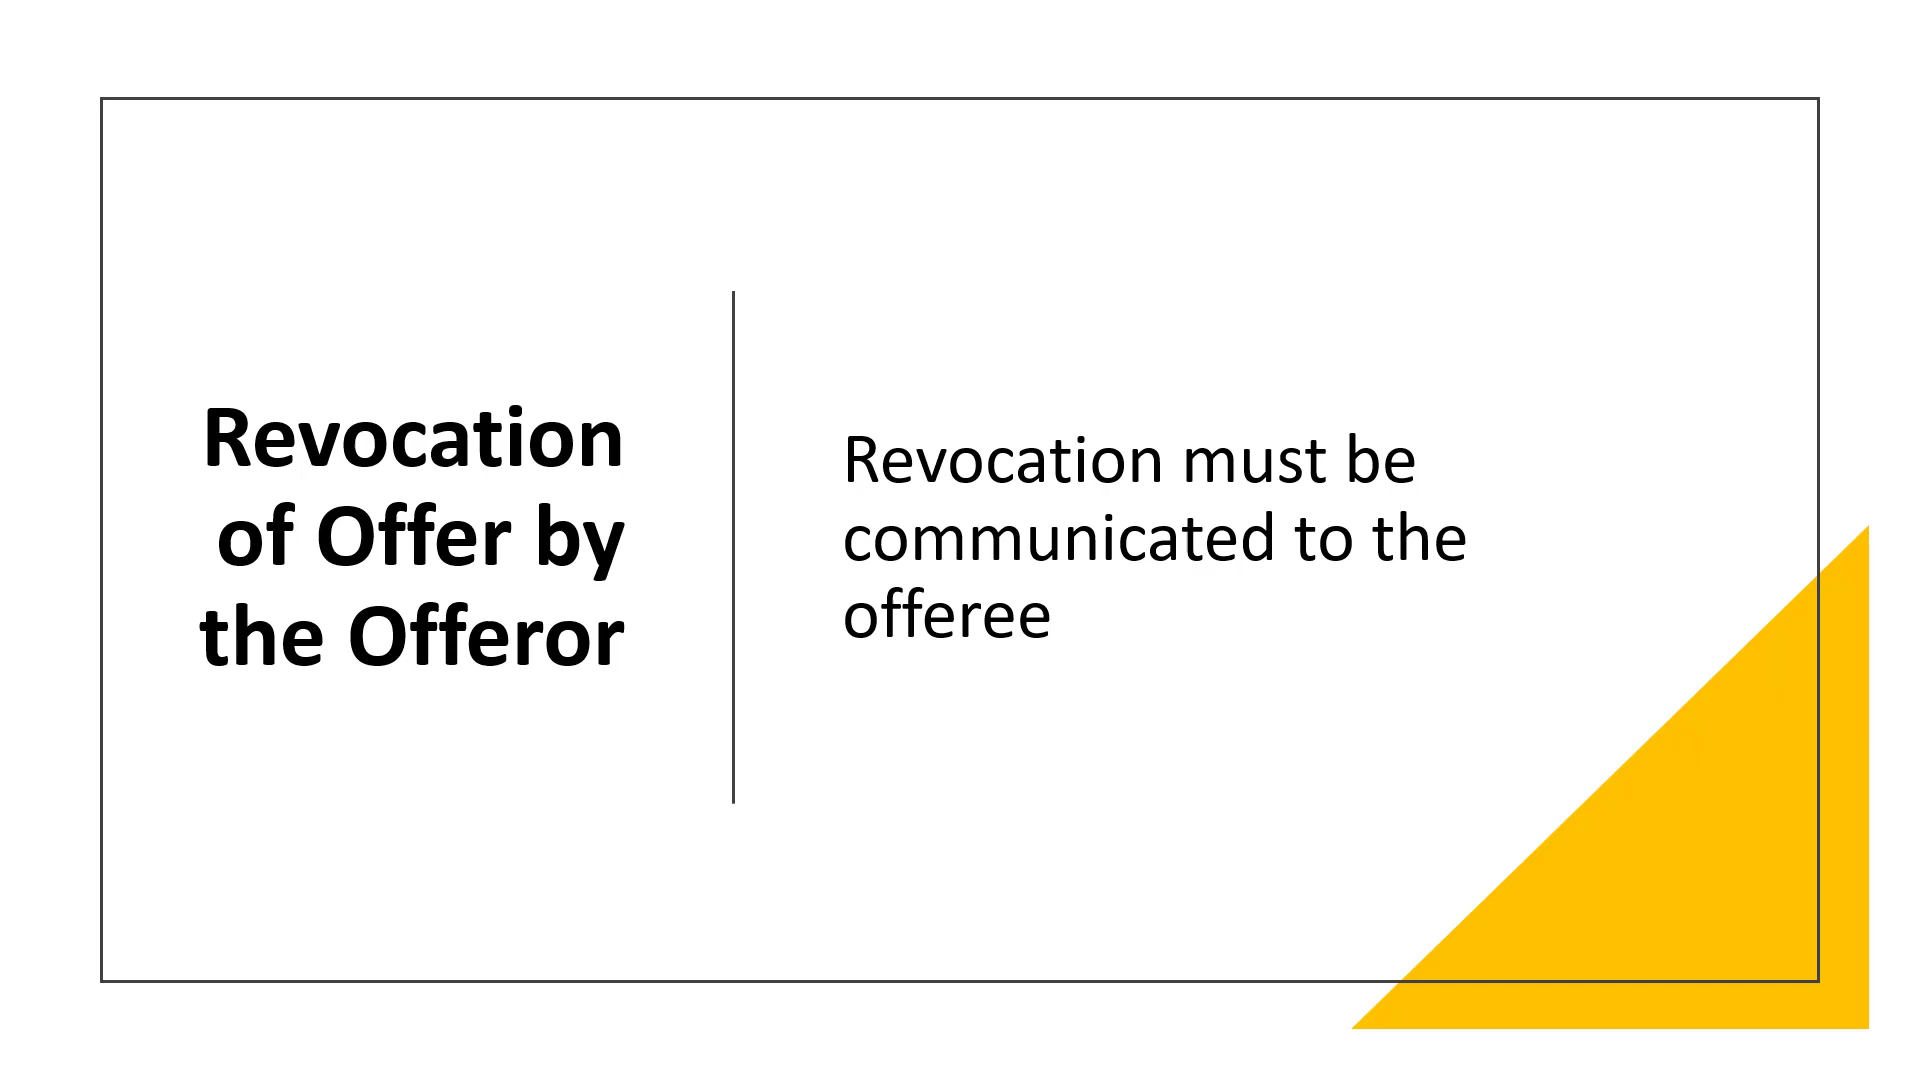 Revocation
of Offer by
the Offeror
Revocation must be
communicated to the
offeree